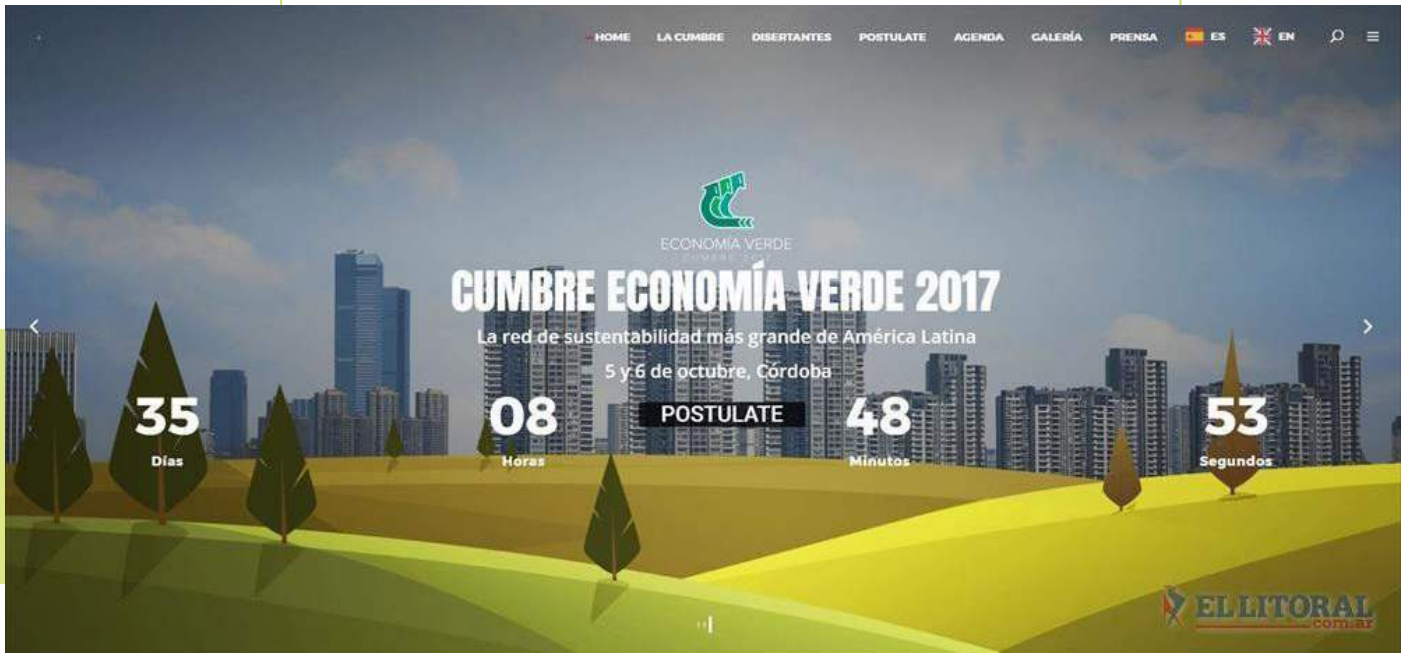 HOME LA CUMBRE DISERTANTES POSTULATE AGENDA GALERÍA PRENSA ES EN
ECONOMÍA VERDE
CUMBRE 2017
CUMBRE ECONOMÍA VERDE 2017
La red de sustentabilidad más grande de América Latina
5 y 6 de octubre, Córdoba
35 08 POSTULATE 48 53
Días Horas Minutos Segundos
EL LITORAL
.com.ar